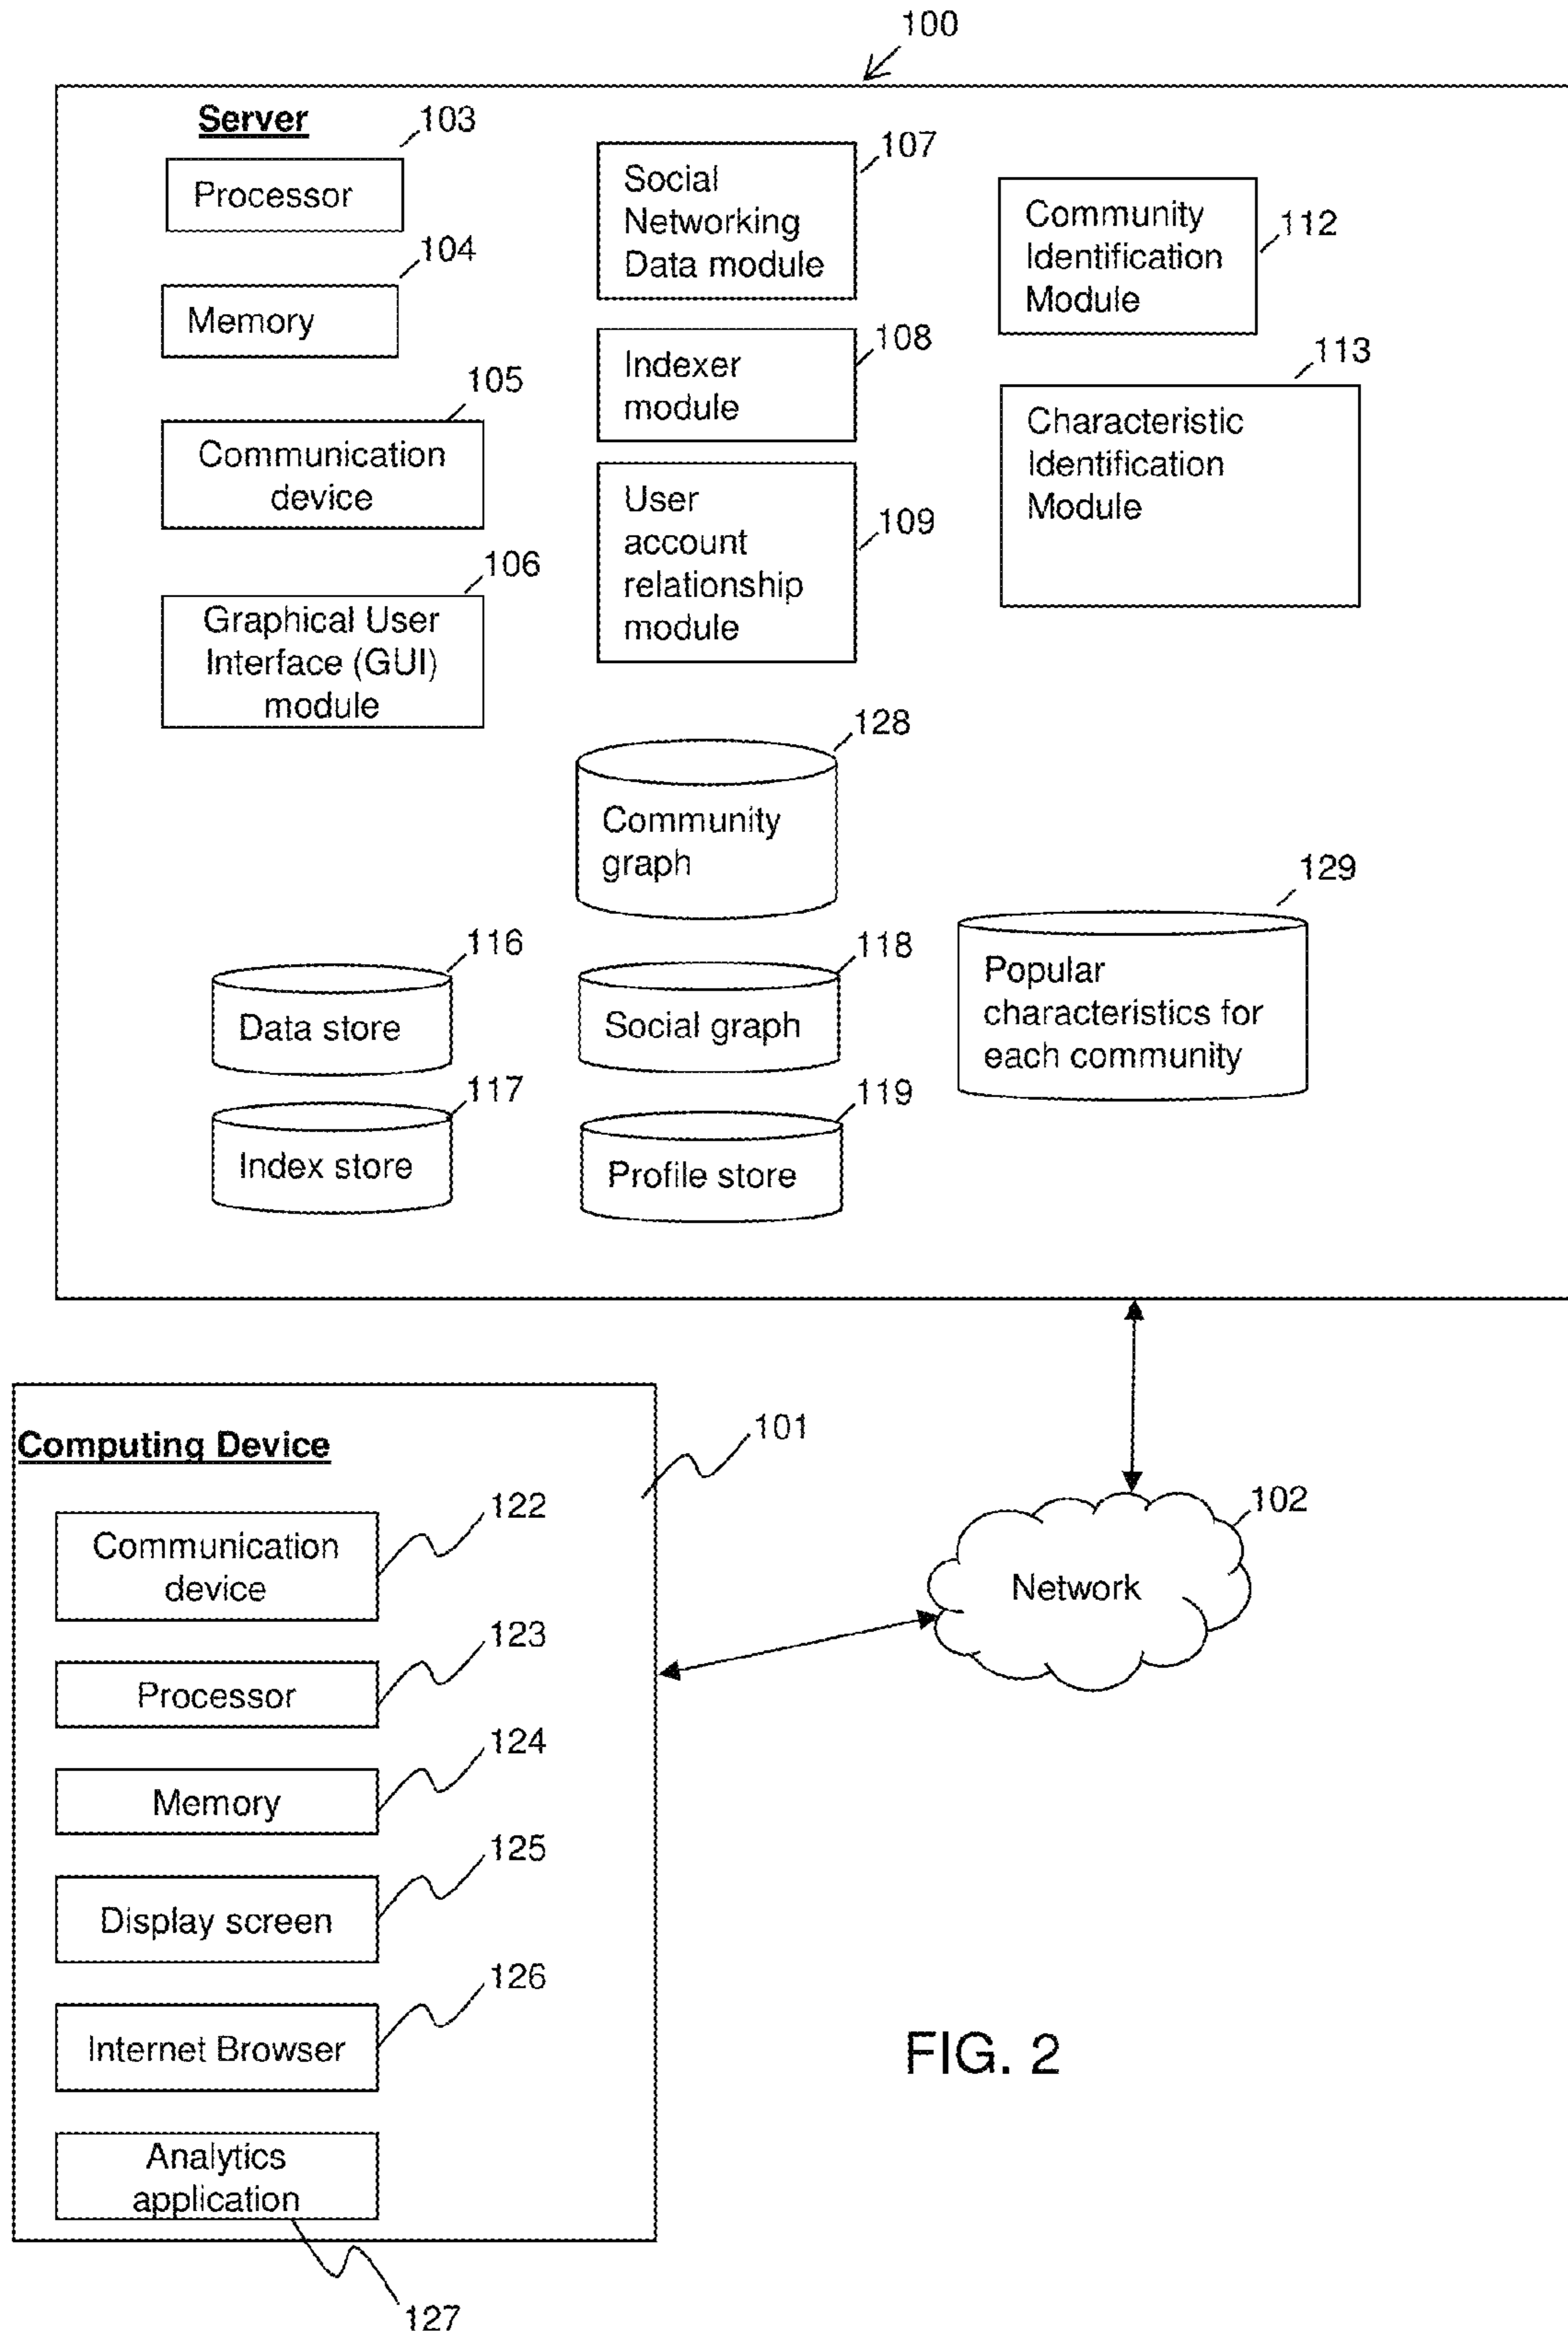 100
Server
103
Processor
104
Memory
105
Communication
device
106
Graphical User
Interface (GUI)
module
107
Social
Networking
Data module
108
Indexer
module
109
User
account
relationship
module
112
Community
Identification
Module
113
Characteristic
Identification
Module
128
Community
graph
129
Popular
characteristics for
each community
116
Data store
118
Social graph
117
Index store
119
Profile store
101
Computing Device
122
Communication
device
123
Processor
124
Memory
125
Display screen
126
Internet Browser
Analytics
application
127
102
Network
FIG. 2